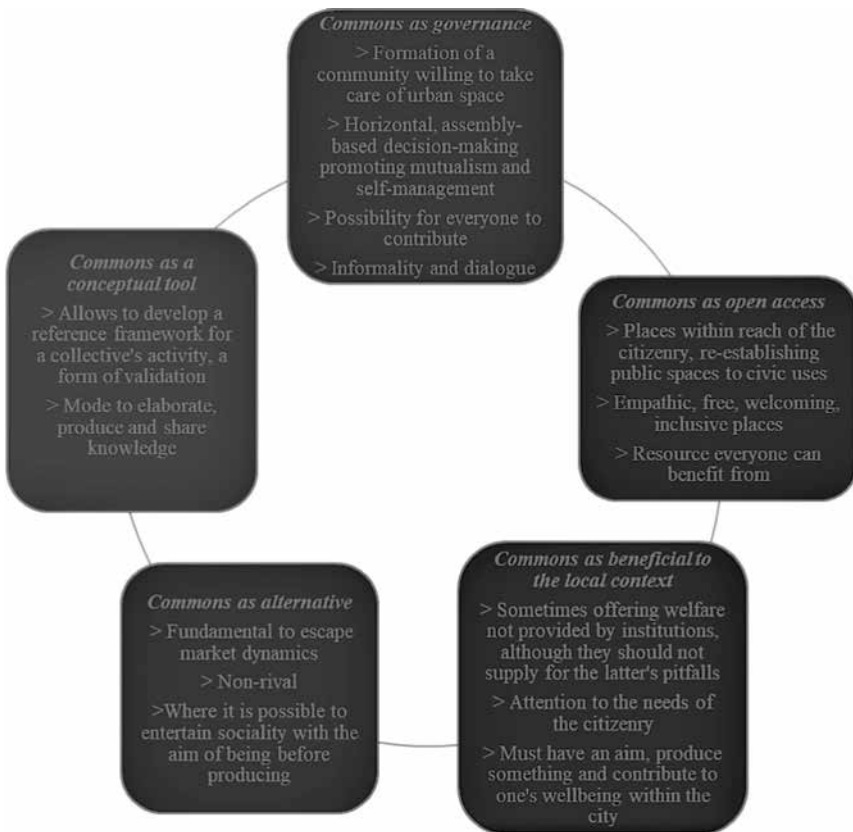 Commons as governance
> Formation of a
community willing to take
care of urban space
> Horizontal, assembly-
based decision-making
promoting mutualism and
self-management
> Possibility for everyone to
contribute
> Informality and dialogue
Commons as open access
> Places within reach of the
citizenry, re-establishing
public spaces to civic uses
> Empathic, free, welcoming,
inclusive places
> Resource everyone can
benefit from
Commons as beneficial to
the local context
> Sometimes offering welfare
not provided by institutions,
although they should not
supply for the latter's pitfalls
> Attention to the needs of
the citizenry
> Must have an aim, produce
something and contribute to
one's wellbeing within the
city
Commons as alternative
> Fundamental to escape
market dynamics
> Non-rival
>Where it is possible to
entertain sociality with the
aim of being before
producing
Commons as a
conceptual tool
> Allows to develop a
reference framework for
a collective's activity, a
form of validation
> Mode to elaborate,
produce and share
knowledge